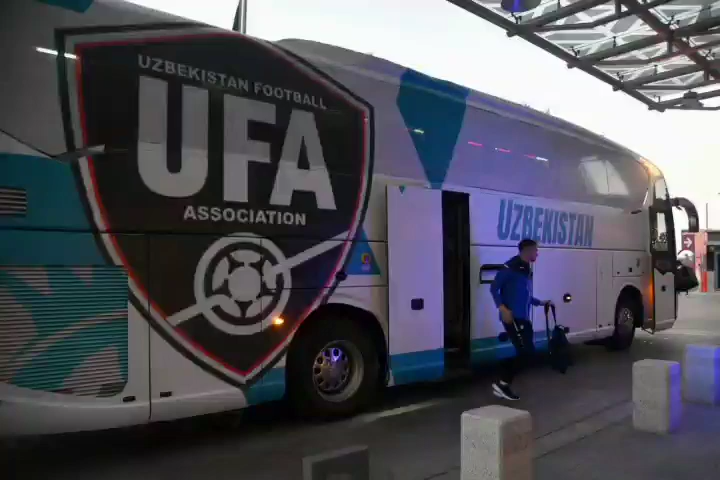 UZBEKISTAN FOOTBALL
UFA
ASSOCIATION
UZBEKISTAN